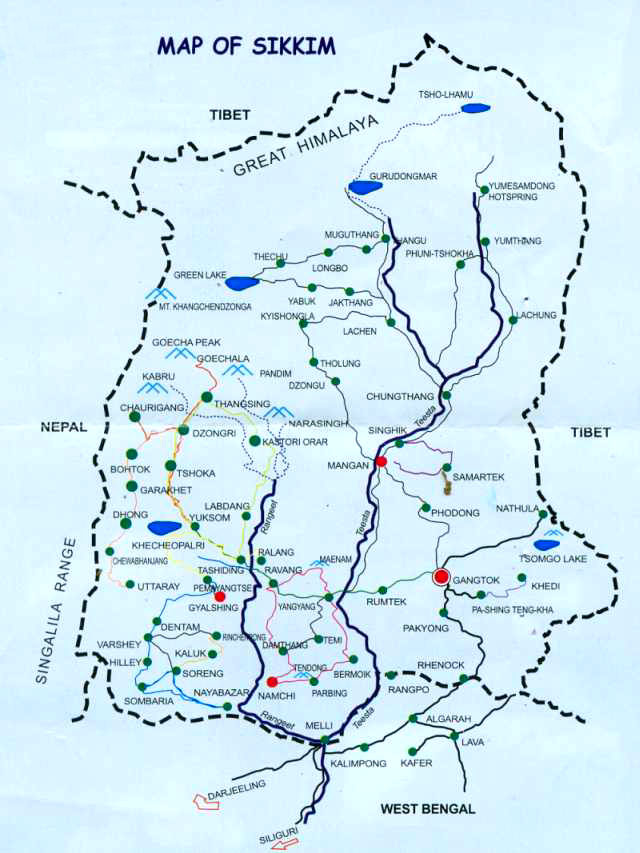 MAP OF SIKKIM
TSHO-LHAMU
TIBET
GREAT HIMALAYA
GURUDONGMAR
YUMESAMDONG
HOTSPRING
MUGUTHANG
THANGU
YUMTHANG
THECHU
LONGBO
PHUNI-TSHOKHA
GREEN LAKE
MT. KHANGCHENDZONGA
YABUK
JAKTHANG
KYISHONGLA
LACHEN
LACHUNG
GOECHA PEAK
GOECHALA
THOLUNG
KABRU
PANDIM
DZONGU
CHUNGTHANG
THANGSING
CHAURIGANG
Teesta
NARASINGH
NEPAL
DZONGRI
SINGHIK
TIBET
KASTORI ORAR
BOHTOK
TSHOKA
MANGAN
SAMARTEK
GARAKHET
LABDANG
DHONG
YUKSOM
Rangeet
Teesta
PHODONG
NATHULA
KHECHEOPALRI
RALANG
MAENAM
TSOMGO LAKE
CHEWABHANJANG
TASHIDING
RAVANG
GANGTOK
UTTARAY
PEMAYANGTSE
GYALSHING
YANGYANG
RUMTEK
KHEDI
PA-SHING TENG-KHA
SINGALILA RANGE
DENTAM
PAKYONG
VARSHEY
RINCHENPONG
DAMTHANG
TEMI
HILLEY
KALUK
SORENG
TENDONG
BERMOIK
RHENOCK
SOMBARIA
NAYABAZAR
NAMCHI
PARBING
RANGPO
Rangeet
MELLI
Teesta
ALGARAH
LAVA
KALIMPONG
KAFER
DARJEELING
WEST BENGAL
SILIGURI